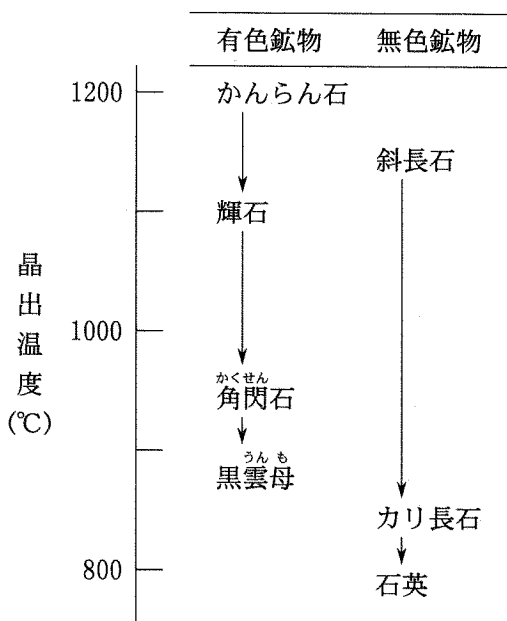 有色鉱物 無色鉱物
1200
かんらん石
斜長石
輝石
晶出温度
(℃)
1000
かくせん
角閃石
うんも
黒雲母
カリ長石
800
石英